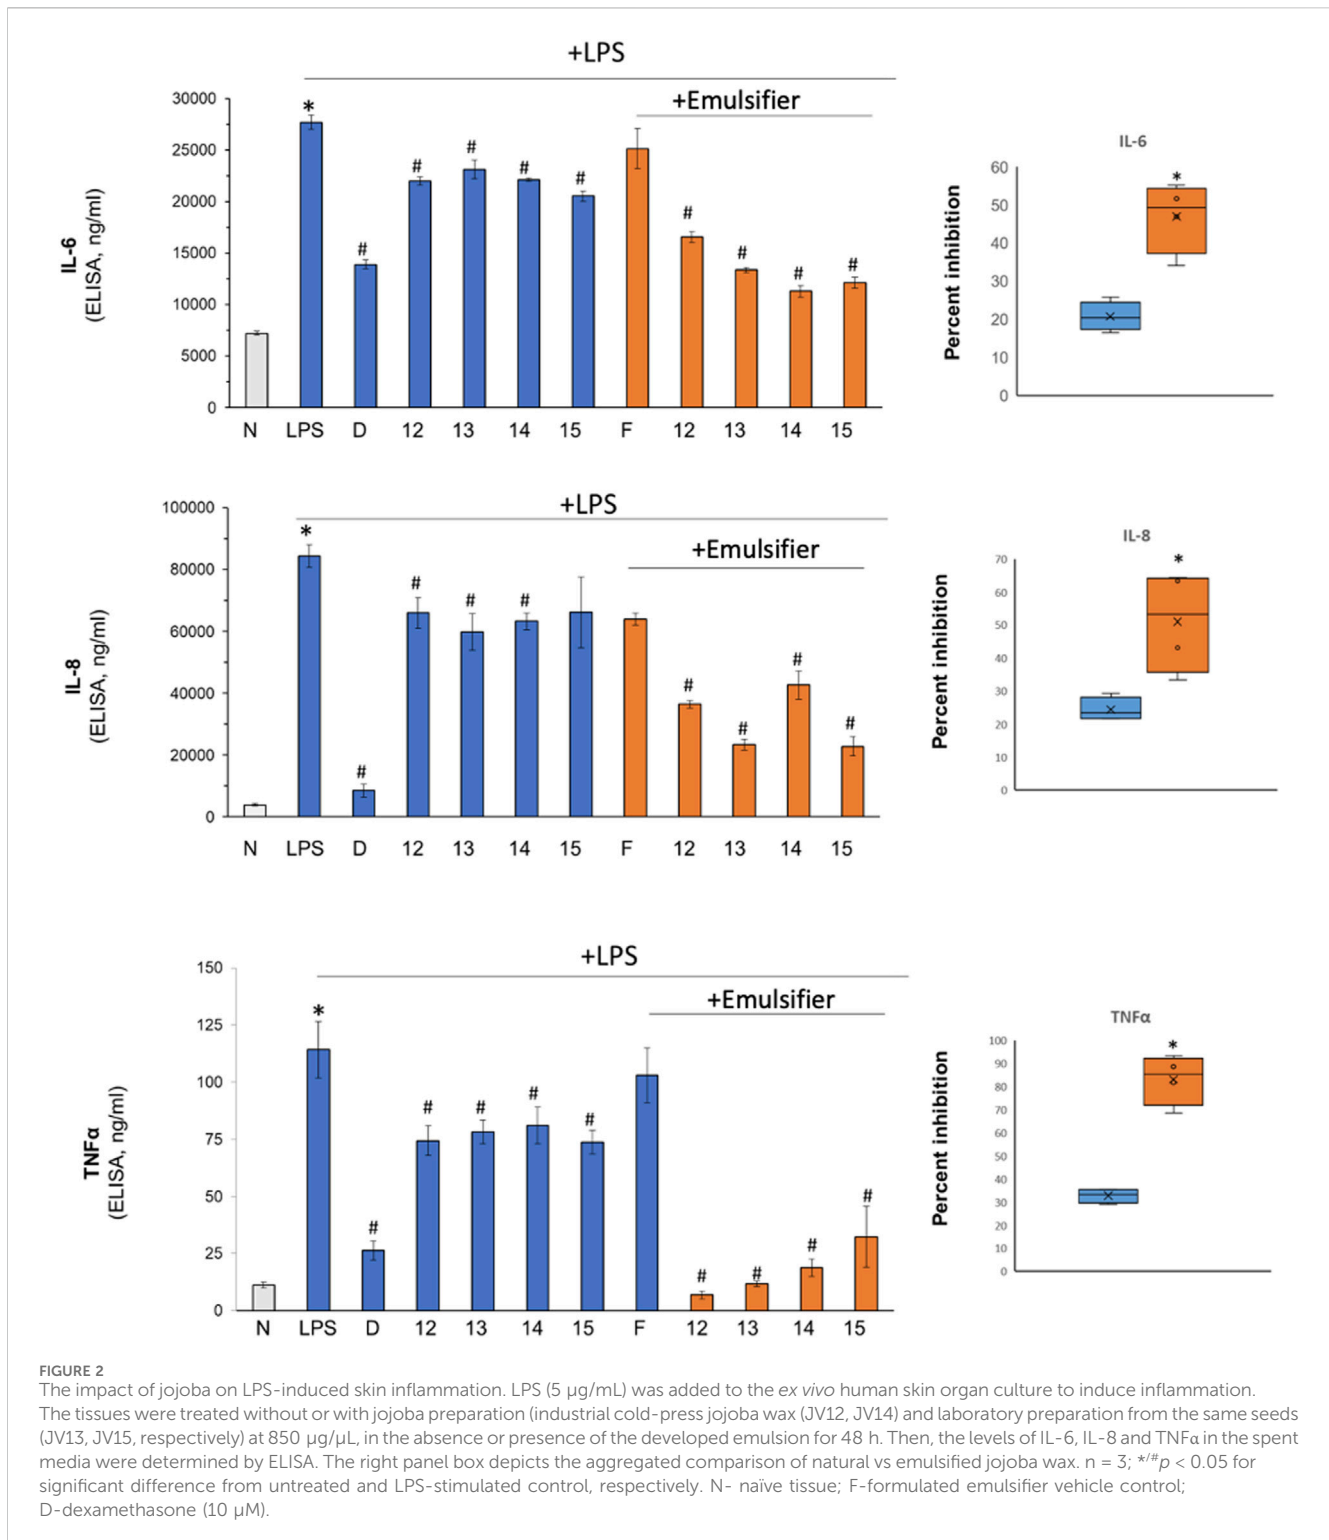 +LPS
+Emulsifier
*
#
#
#
#
#
#
#
#
#
30000
25000
20000
15000
10000
5000
0
IL-6
(ELISA, ng/ml)
N LPS D 12 13 14 15 F 12 13 14 15
IL-6
*
Percent inhibition
60
50
40
30
20
10
0
+LPS
+Emulsifier
*
#
#
#
#
#
#
#
#
100000
80000
60000
40000
20000
0
IL-8
(ELISA, ng/ml)
N LPS D 12 13 14 15 F 12 13 14 15
IL-8
*
Percent inhibition
70
60
50
40
30
20
10
0
+LPS
+Emulsifier
*
#
#
#
#
#
#
#
#
#
150
125
100
75
50
25
0
TNFα
(ELISA, ng/ml)
N LPS D 12 13 14 15 F 12 13 14 15
TNFα
*
Percent inhibition
100
90
80
70
60
50
40
30
20
10
0
FIGURE 2
The impact of jojoba on LPS-induced skin inflammation. LPS (5 µg/mL) was added to the ex vivo human skin organ culture to induce inflammation.
The tissues were treated without or with jojoba preparation (industrial cold-press jojoba wax (JV12, JV14) and laboratory preparation from the same seeds
(JV13, JV15, respectively) at 850 µg/µL, in the absence or presence of the developed emulsion for 48 h. Then, the levels of IL-6, IL-8 and TNFα in the spent
media were determined by ELISA. The right panel box depicts the aggregated comparison of natural vs emulsified jojoba wax. n = 3; */#p < 0.05 for
significant difference from untreated and LPS-stimulated control, respectively. N- naïve tissue; F-formulated emulsifier vehicle control;
D-dexamethasone (10 µM).